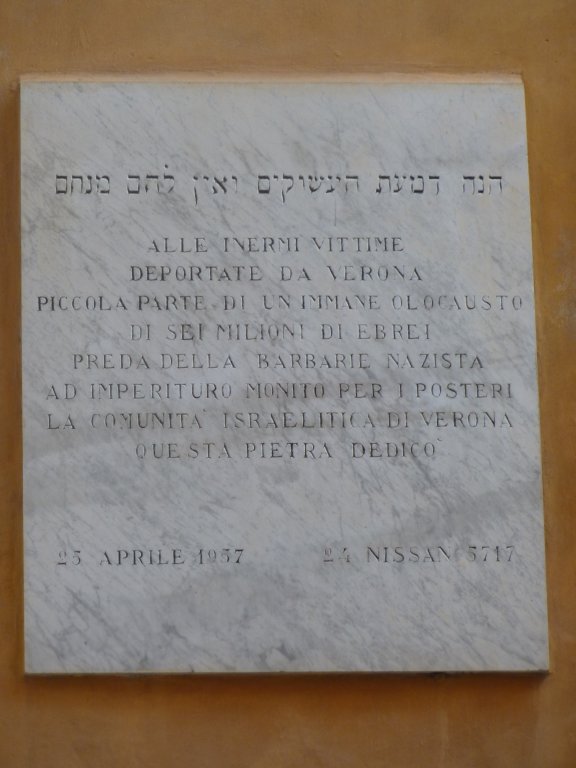 הנה דמעת העשוקים ואין להם מנחם
ALLE INERMI VITTIME
DEPORTATE DA VERONA
PICCOLA PARTE DI UN IMMANE OLOCAUSTO
DI SEI MILIONI DI EBREI
PREDA DELLA BARBARIE NAZISTA
AD IMPERITURO MONITO PER I POSTERI
LA COMUNITA' ISRAELITICA DI VERONA
QUESTA PIETRA DEDICO'
25 APRILE 1957 24 NISSAN 5717